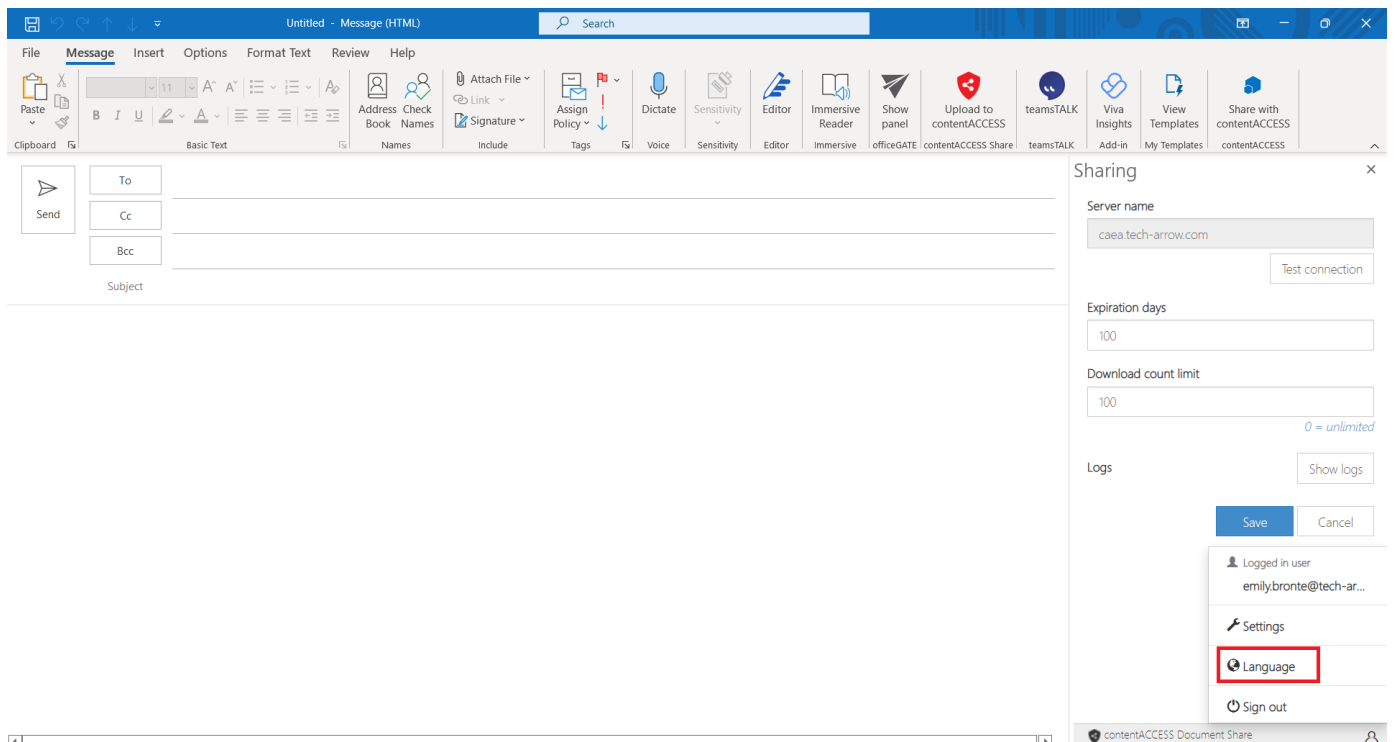 Untitled - Message (HTML)
Search
File Message Insert Options Format Text Review Help
Paste
11
B I U
Address Book
Check Names
Attach File
Link
Signature
Assign Policy
Dictate
Sensitivity
Editor
Immersive Reader
Show panel
Upload to contentACCESS
teamsTALK
Viva Insights
View Templates
Share with contentACCESS
Clipboard Basic Text Names Include Tags Voice Sensitivity Editor Immersive officeGATE contentACCESS Share teamsTALK Add-in My Templates contentACCESS
Send
To
Cc
Bcc
Subject
Sharing
Server name
caea.tech-arrow.com
Test connection
Expiration days
100
Download count limit
100
0 = unlimited
Logs
Show logs
Save Cancel
Logged in user
emily.bronte@tech-ar...
Settings
Language
Sign out
contentACCESS Document Share